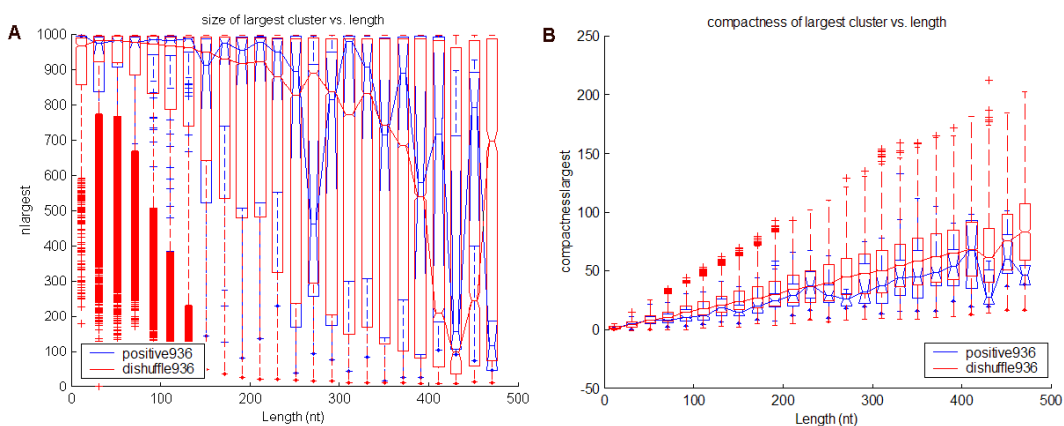 A
size of largest cluster vs. length
nlargest
1000
900
800
700
600
500
400
300
200
100
0
positive936
dishuffle936
0
100
200
300
400
500
Length (nt)
B
compactness of largest cluster vs. length
compactnesslargest
250
200
150
100
50
0
-50
positive936
dishuffle936
0
100
200
300
400
500
Length (nt)